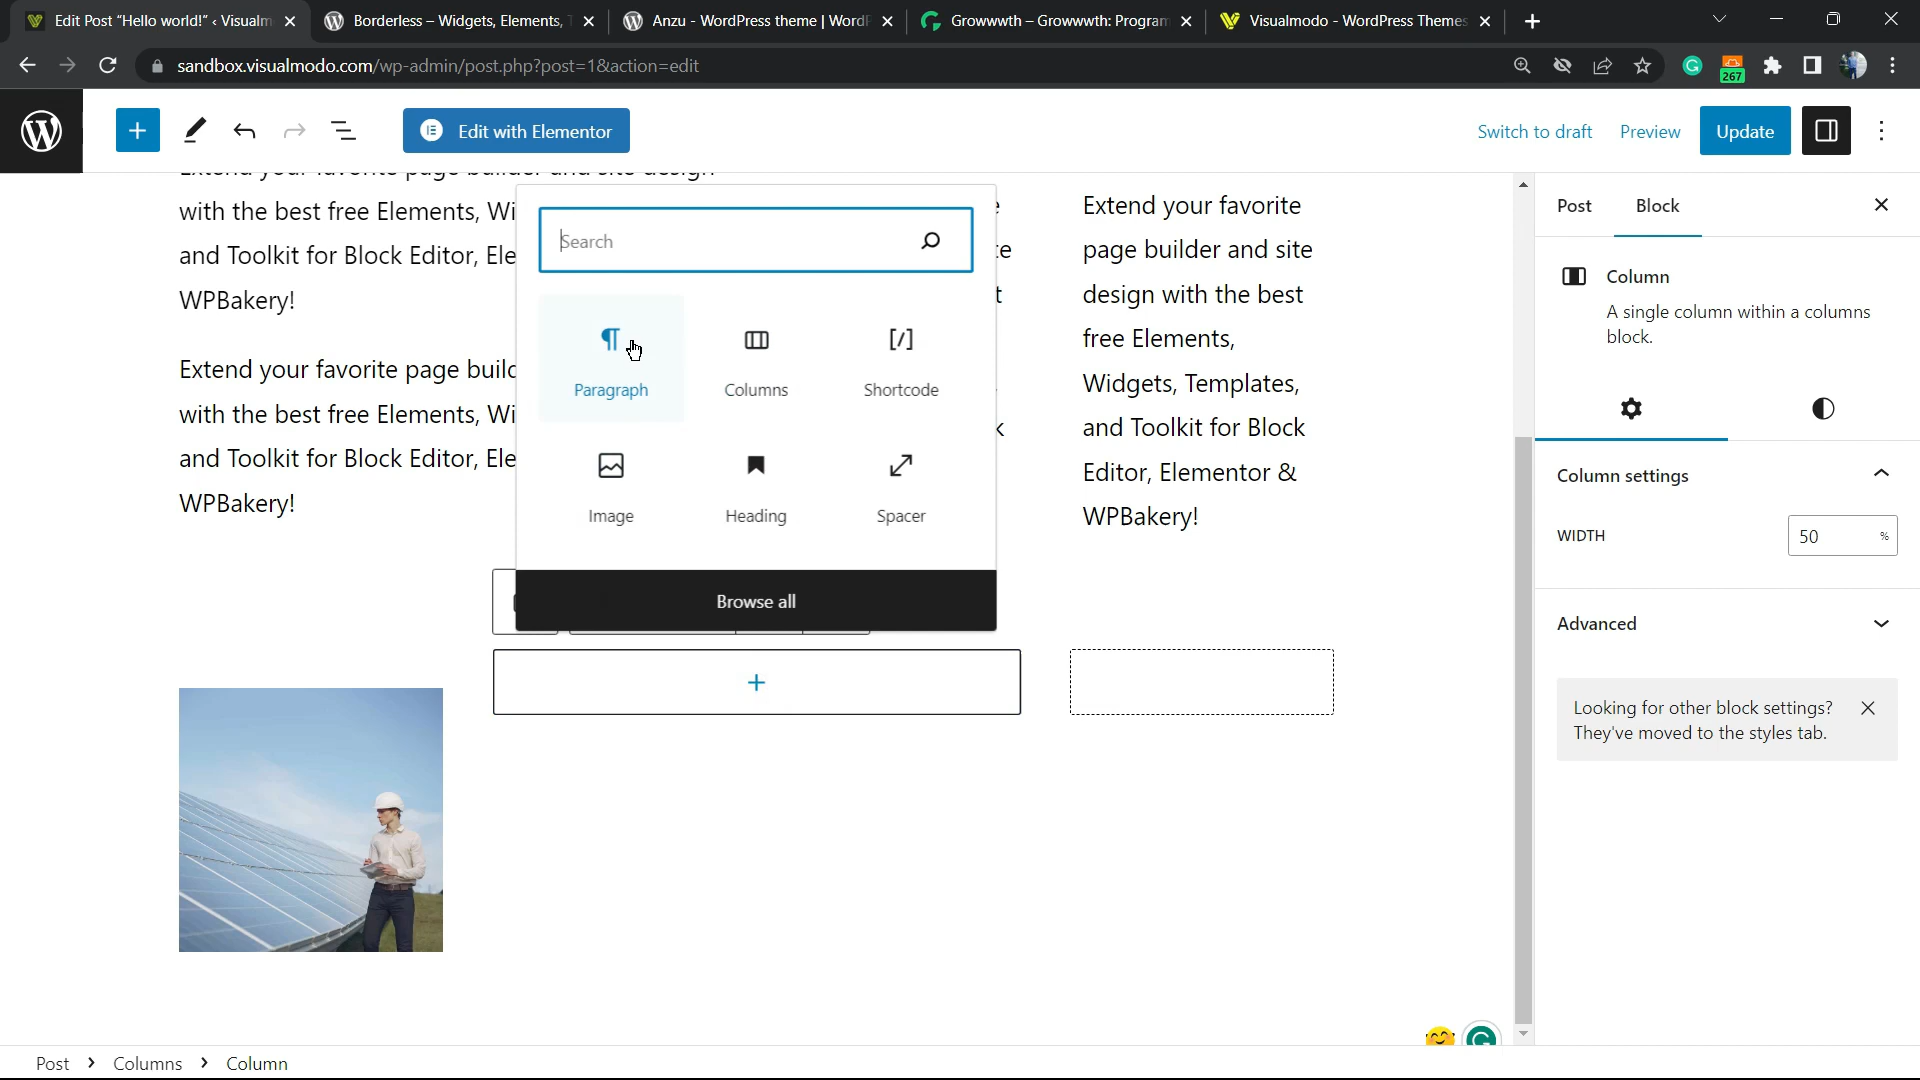 Edit Post “Hello world!” ‹ Visualm
Borderless – Widgets, Elements, T
Anzu - WordPress theme | WordP
Growwwth – Growwwth: Program
Visualmodo - WordPress Themes
sandbox.visualmodo.com/wp-admin/post.php?post=1&action=edit
267
Edit with Elementor
Switch to draft
Preview
Update
with the best free Elements, Wi
and Toolkit for Block Editor, Ele
WPBakery!
Extend your favorite page builc
with the best free Elements, Wi
and Toolkit for Block Editor, Ele
WPBakery!
Search
Paragraph
Columns
Shortcode
Image
Heading
Spacer
Browse all
Extend your favorite
page builder and site
design with the best
free Elements,
Widgets, Templates,
and Toolkit for Block
Editor, Elementor &
WPBakery!
Post
Block
Column
A single column within a columns
block.
Column settings
WIDTH
50 %
Advanced
Looking for other block settings?
They've moved to the styles tab.
Post
Columns
Column